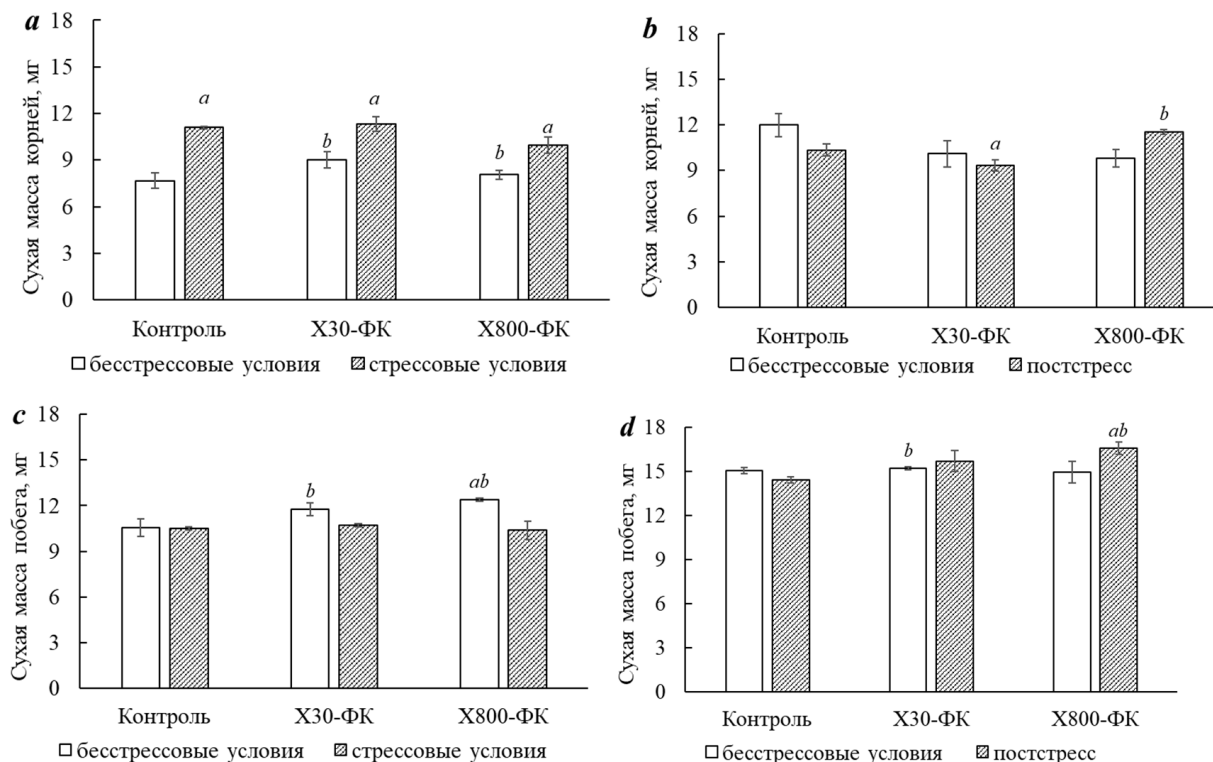 a
Сухая масса корней, мг
18
15
12
9
6
3
0
a
b
a
b
a
Контроль
Х30-ФК
Х800-ФК
бесстрессовые условия
стрессовые условия
b
Сухая масса корней, мг
18
15
12
9
6
3
0
a
b
Контроль
Х30-ФК
Х800-ФК
бесстрессовые условия
постстресс
c
Сухая масса побега, мг
18
15
12
9
6
3
0
b
ab
Контроль
Х30-ФК
Х800-ФК
бесстрессовые условия
стрессовые условия
d
Сухая масса побега, мг
18
15
12
9
6
3
0
b
ab
Контроль
Х30-ФК
Х800-ФК
бесстрессовые условия
постстресс